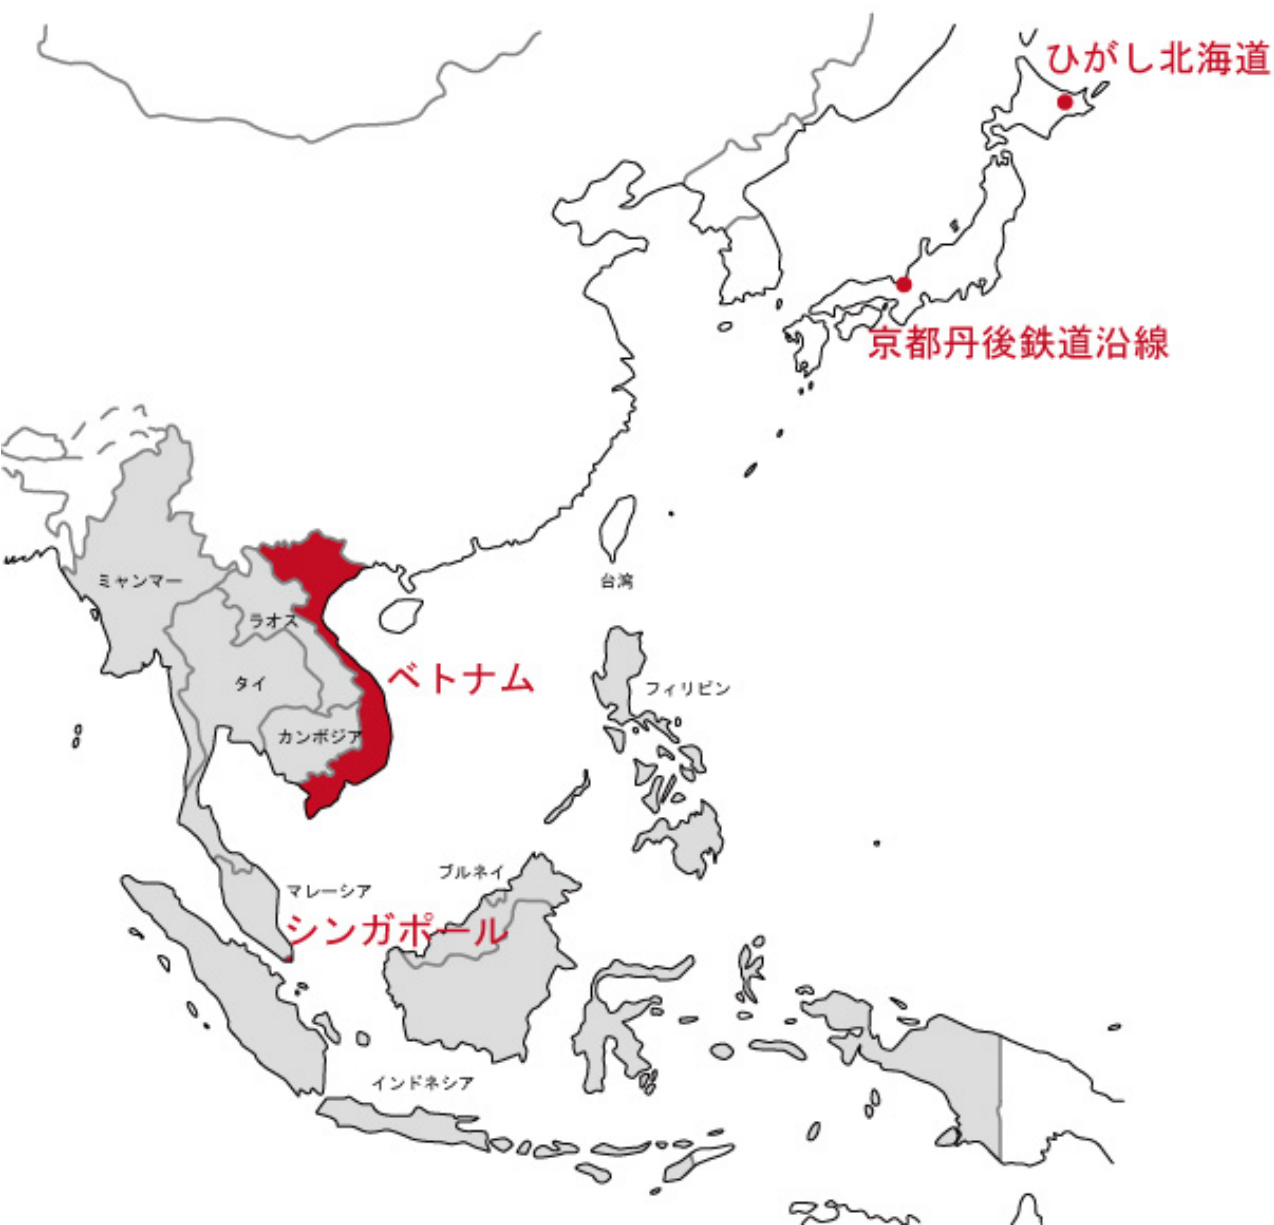 ひがし北海道
京都丹後鉄道沿線
台湾
ミャンマー
ラオス
ベトナム
タイ
フィリピン
カンボジア
ブルネイ
マレーシア
シンガポール
インドネシア